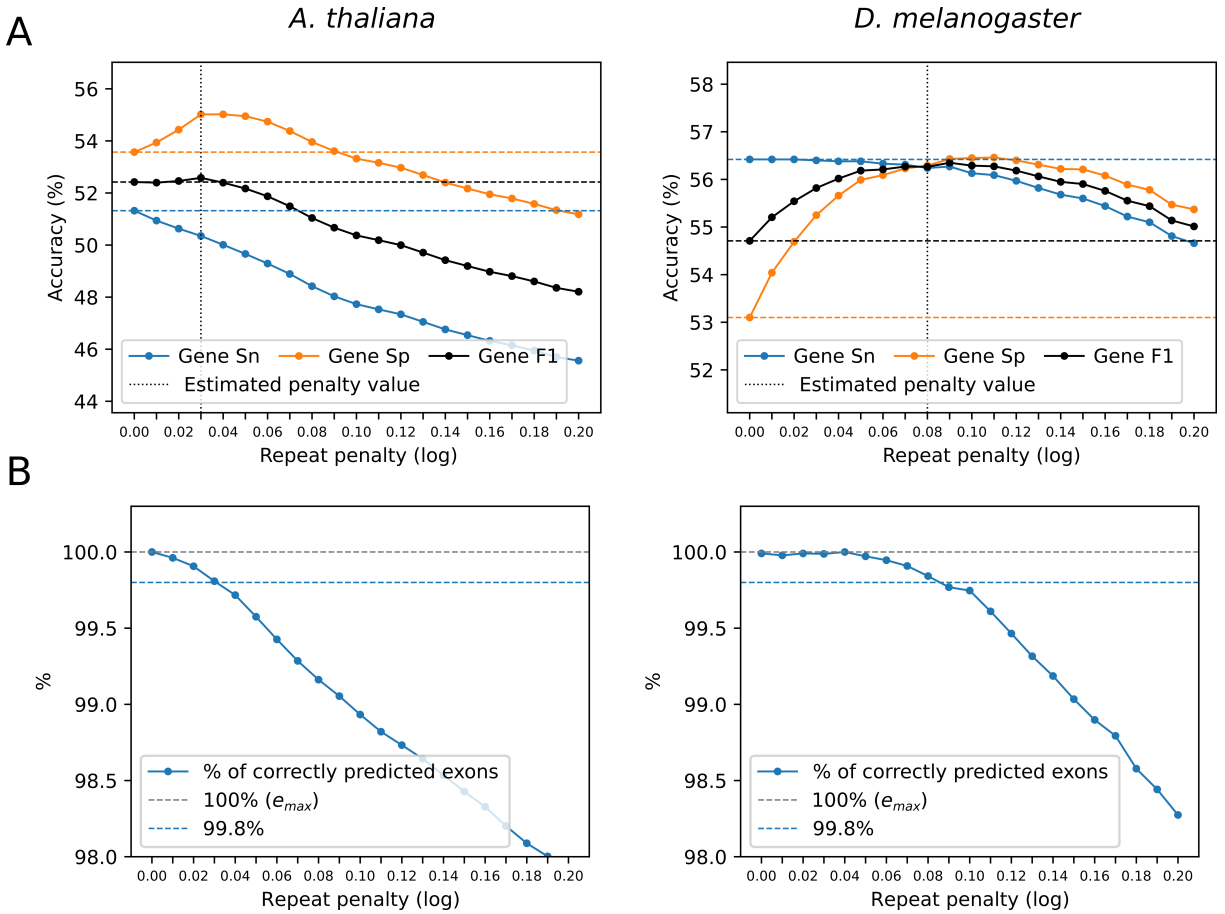 A
A. thaliana
D. melanogaster
Accuracy (%)
56
54
52
50
48
46
44
Gene Sn Gene Sp Gene F1
Estimated penalty value
0.00 0.02 0.04 0.06 0.08 0.10 0.12 0.14 0.16 0.18 0.20
Repeat penalty (log)
Accuracy (%)
58
57
56
55
54
53
52
Gene Sn Gene Sp Gene F1
Estimated penalty value
0.00 0.02 0.04 0.06 0.08 0.10 0.12 0.14 0.16 0.18 0.20
Repeat penalty (log)
B
%
100.0
99.5
99.0
98.5
98.0
% of correctly predicted exons
100% (emax)
99.8%
0.00 0.02 0.04 0.06 0.08 0.10 0.12 0.14 0.16 0.18 0.20
Repeat penalty (log)
%
100.0
99.5
99.0
98.5
98.0
% of correctly predicted exons
100% (emax)
99.8%
0.00 0.02 0.04 0.06 0.08 0.10 0.12 0.14 0.16 0.18 0.20
Repeat penalty (log)